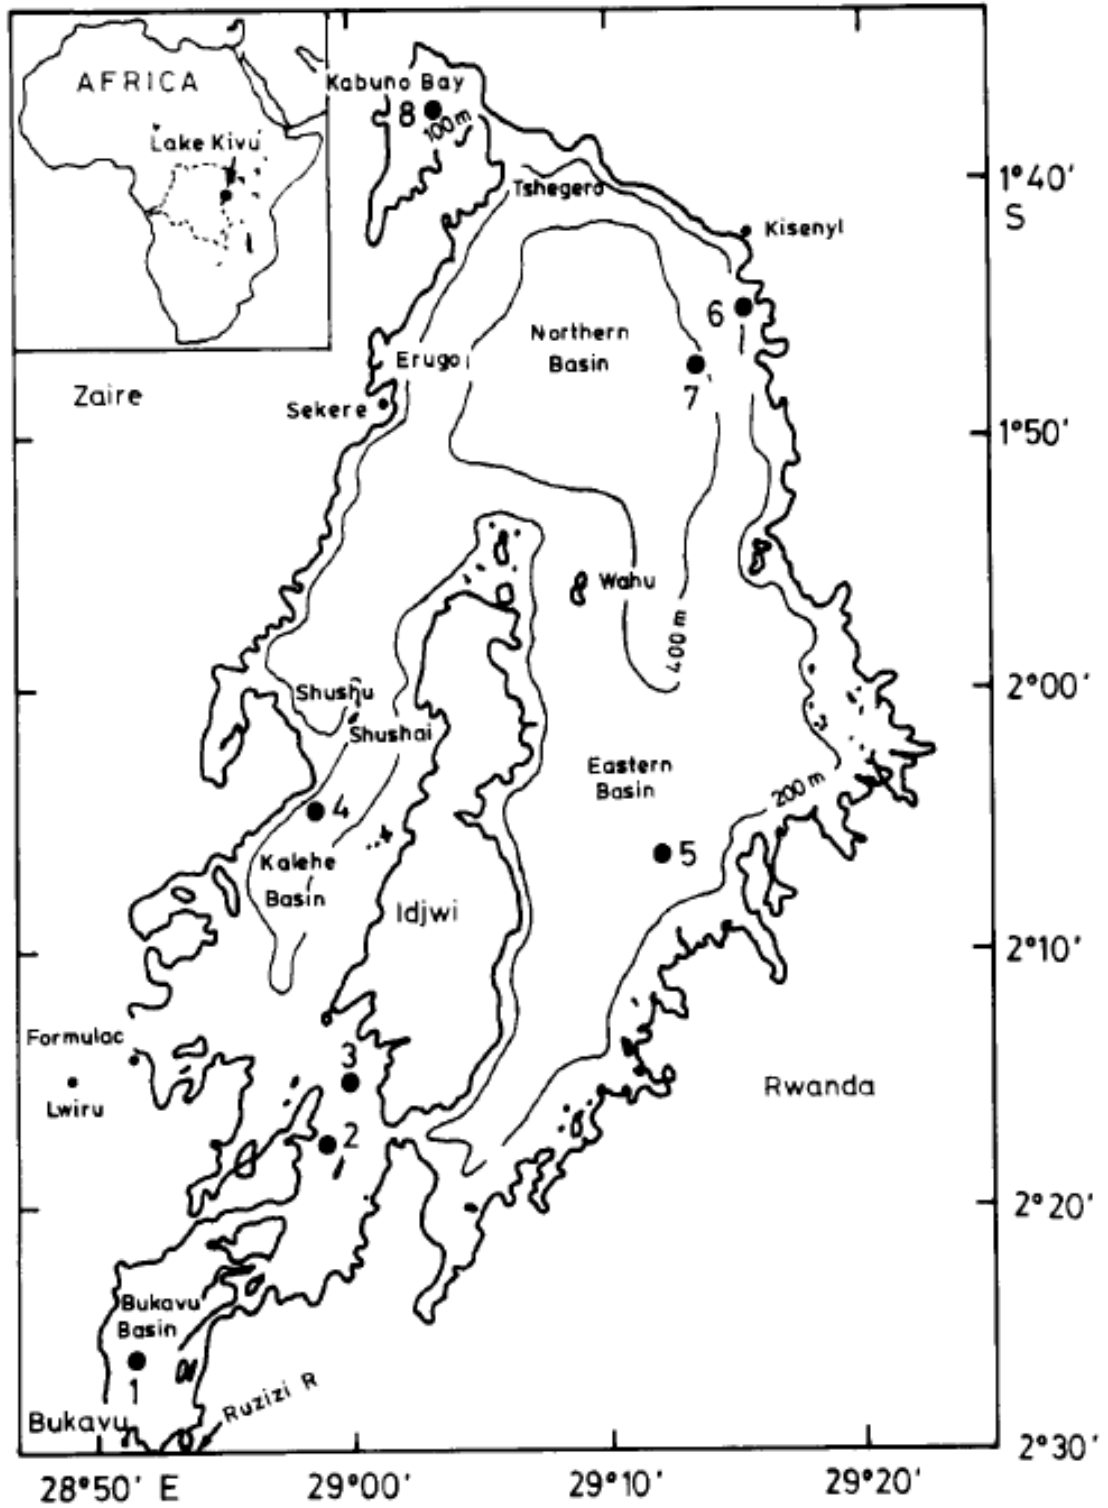 AFRICA
Lake Kivu
Kabuno Bay
8
100m
Tshegera
1°40'
S
Kisenyl
6
Northern
Basin
7
Erugo
Zaire
Sekere
1°50'
Wahu
400 m
2°00'
Shushu
Shushai
Eastern
Basin
200 m
4
5
Kalehe
Basin
Idjwi
2°10'
Formulac
3
Lwiru
Rwanda
2
2°20'
Bukavu
Basin
1
Bukavu
Ruzizi R
2°30'
28°50' E
29°00'
29°10'
29°20'